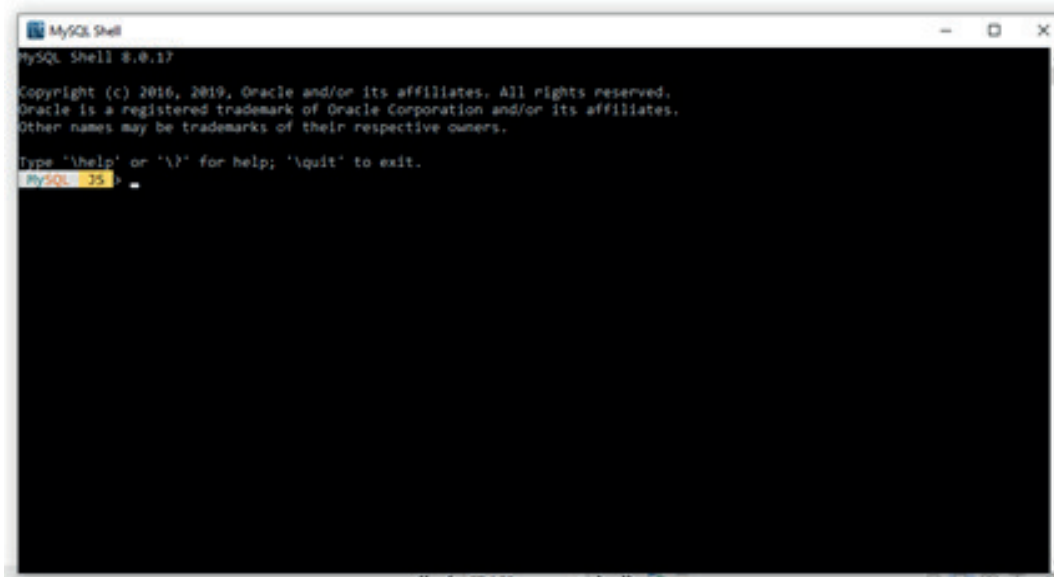 MySQL Shell
MySQL Shell 8.0.17
Copyright (c) 2016, 2019, Oracle and/or its affiliates. All rights reserved.
Oracle is a registered trademark of Oracle Corporation and/or its affiliates.
Other names may be trademarks of their respective owners.
Type '\help' or '\?' for help; '\quit' to exit.
MySQL JS > _